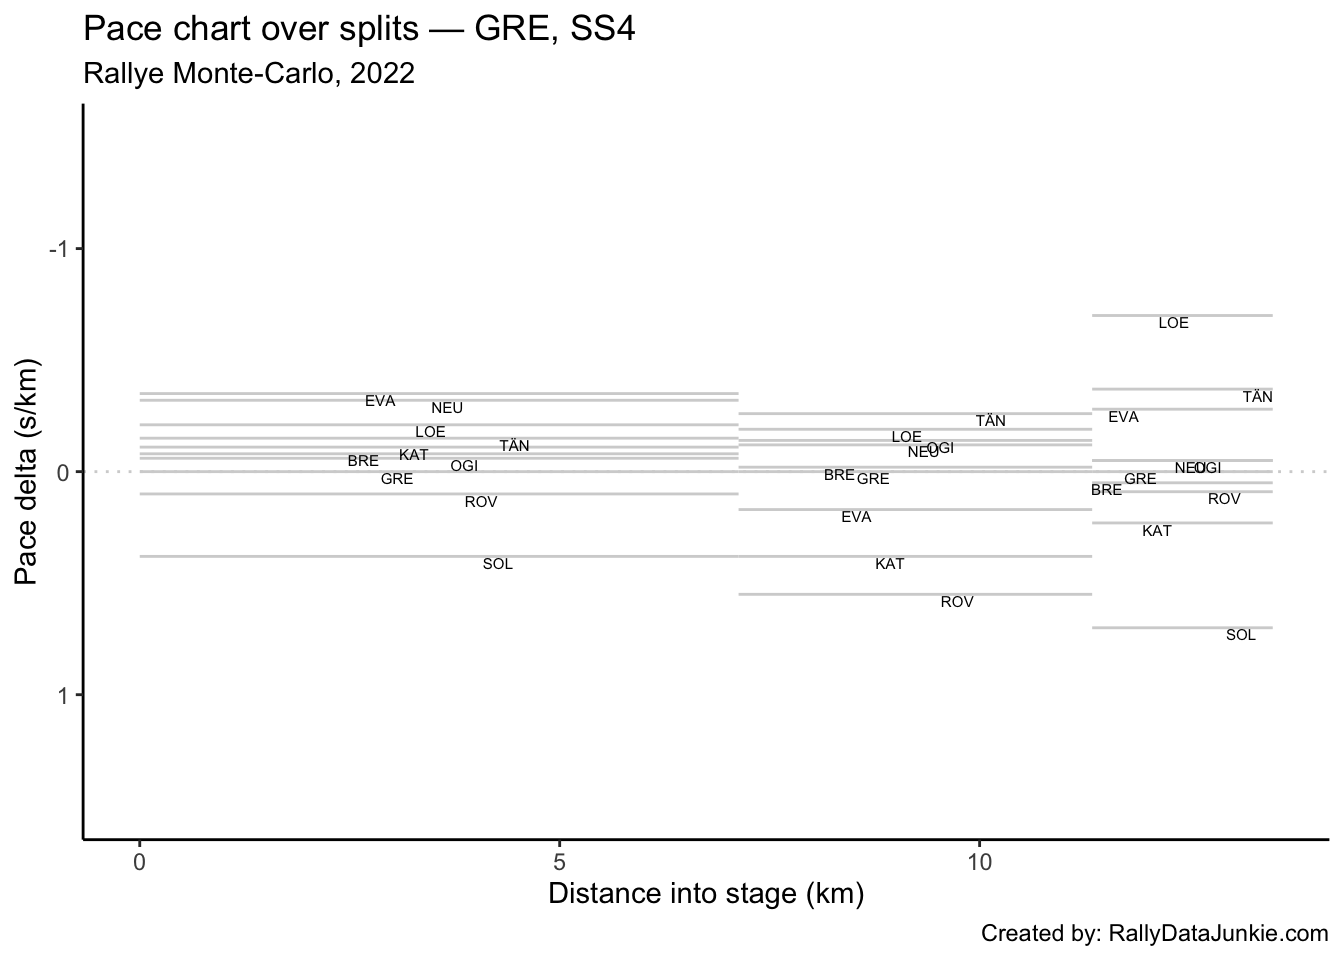 Pace chart over splits — GRE, SS4
Rallye Monte-Carlo, 2022
Pace delta (s/km)
-1
0
1
LOE
TÄN
EVA
NEU
EVA
NEU
TÄN
LOE
LOE
OGI
TÄN
NEU
KAT
BRE
OGI
NEU
OGI
GRE
BRE
GRE
GRE
BRE
ROV
ROV
EVA
KAT
SOL
KAT
ROV
SOL
0
5
10
Distance into stage (km)
Created by: RallyDataJunkie.com